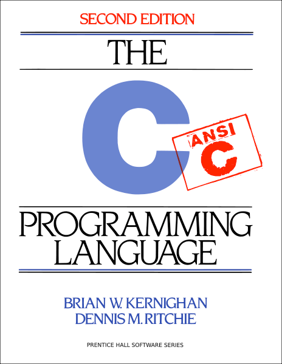 SECOND EDITION
THE
C
ANSI
C
PROGRAMMING
LANGUAGE
BRIAN W. KERNIGHAN
DENNIS M. RITCHIE
PRENTICE HALL SOFTWARE SERIES